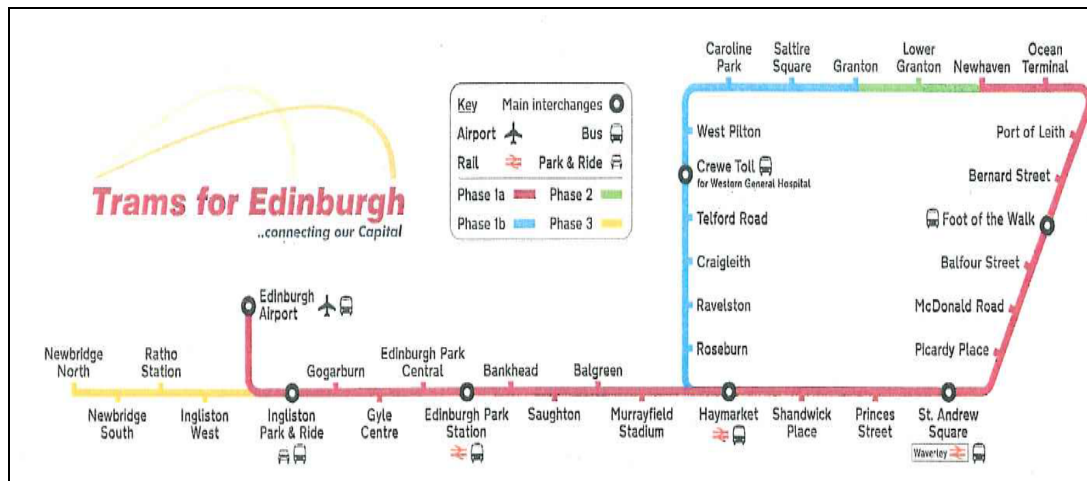 Caroline
Park
Saltire
Square
Granton
Lower
Granton
Newhaven
Ocean
Terminal
Key
Main interchanges
Airport
Bus
Rail
Park & Ride
Phase 1a
Phase 2
Phase 1b
Phase 3
Trams for Edinburgh
..connecting our Capital
West Pilton
Crewe Toll
for Western General Hospital
Telford Road
Craigleith
Ravelston
Roseburn
Port of Leith
Bernard Street
Foot of the Walk
Balfour Street
McDonald Road
Picardy Place
Edinburgh
Airport
Newbridge
North
Ratho
Station
Gogarburn
Edinburgh Park
Central
Bankhead
Balgreen
Newbridge
South
Ingliston
West
Ingliston
Park & Ride
Gyle
Centre
Edinburgh Park
Station
Saughton
Murrayfield
Stadium
Haymarket
Shandwick
Place
Princes
Street
St. Andrew
Square
Waverley